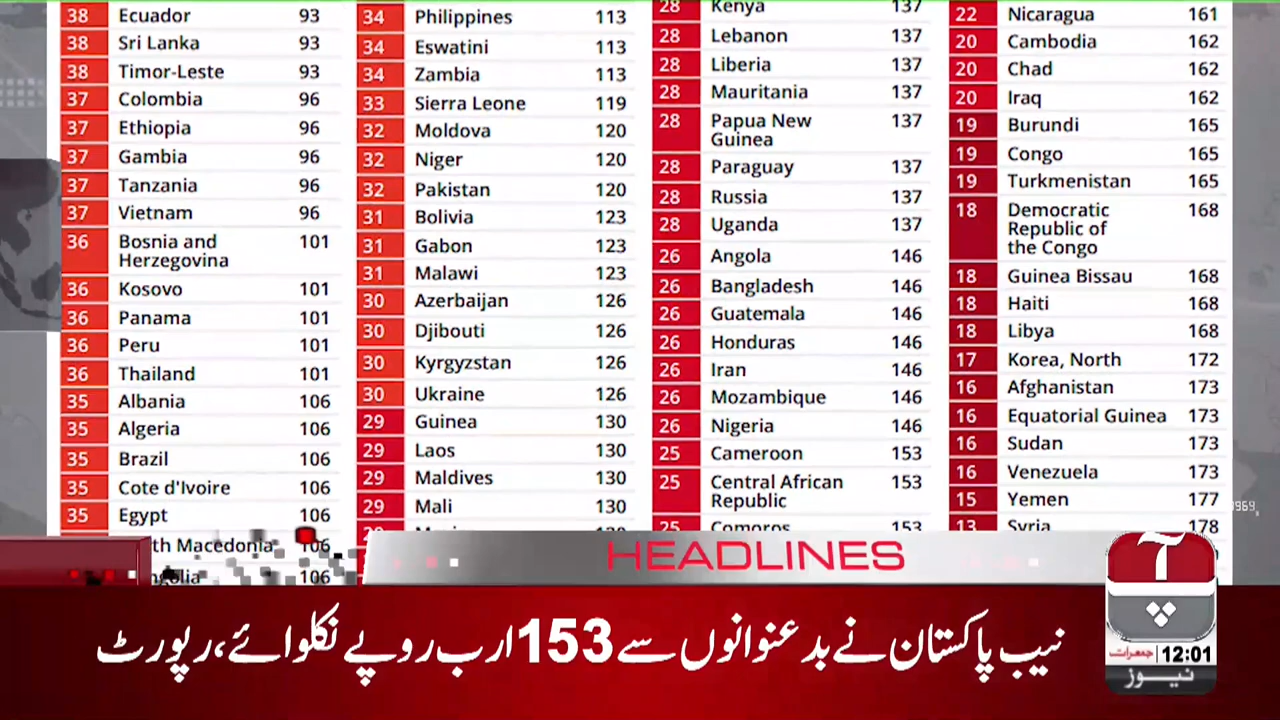 38 Ecuador 93
38 Sri Lanka 93
38 Timor-Leste 93
37 Colombia 96
37 Ethiopia 96
37 Gambia 96
37 Tanzania 96
37 Vietnam 96
36 Bosnia and Herzegovina 101
36 Kosovo 101
36 Panama 101
36 Peru 101
36 Thailand 101
35 Albania 106
35 Algeria 106
35 Brazil 106
35 Cote d'Ivoire 106
35 Egypt 106
Macedonia 106
106
34 Philippines 113
34 Eswatini 113
34 Zambia 113
33 Sierra Leone 119
32 Moldova 120
32 Niger 120
32 Pakistan 120
31 Bolivia 123
31 Gabon 123
31 Malawi 123
30 Azerbaijan 126
30 Djibouti 126
30 Kyrgyzstan 126
30 Ukraine 126
29 Guinea 130
29 Laos 130
29 Maldives 130
29 Mali 130
28 Kenya 137
28 Lebanon 137
28 Liberia 137
28 Mauritania 137
28 Papua New Guinea 137
28 Paraguay 137
28 Russia 137
28 Uganda 137
26 Angola 146
26 Bangladesh 146
26 Guatemala 146
26 Honduras 146
26 Iran 146
26 Mozambique 146
26 Nigeria 146
25 Cameroon 153
25 Central African Republic 153
25 Comoros 153
22 Nicaragua 161
20 Cambodia 162
20 Chad 162
20 Iraq 162
19 Burundi 165
19 Congo 165
19 Turkmenistan 165
18 Democratic Republic of the Congo 168
18 Guinea Bissau 168
18 Haiti 168
18 Libya 168
17 Korea, North 172
16 Afghanistan 173
16 Equatorial Guinea 173
16 Sudan 173
16 Venezuela 173
15 Yemen 177
13 Syria 178
HEADLINES
نیب پاکستان نے بدعنوانوں سے 153 ارب روپے نکلوائے، رپورٹ
آپ
جمعرات 12:01
نیوز